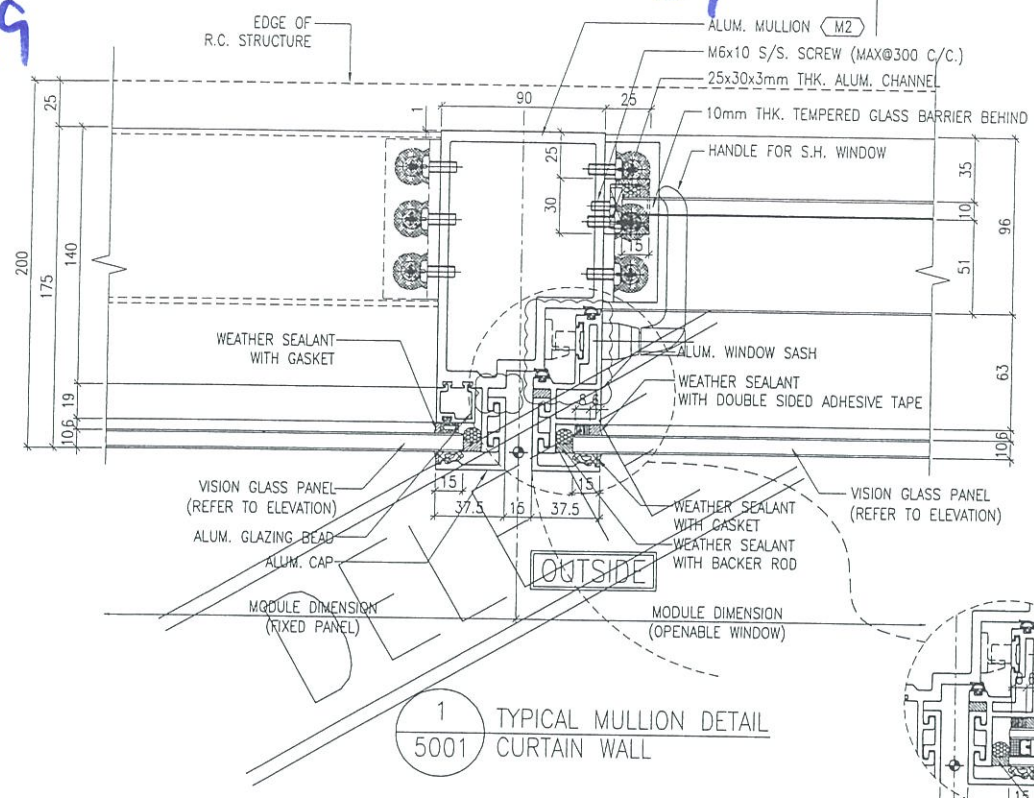 EDGE OF
R.C. STRUCTURE
ALUM. MULLION M2
M6x10 S/S. SCREW (MAX@300 C/C.)
25x30x3mm THK. ALUM. CHANNEL
10mm THK. TEMPERED GLASS BARRIER BEHIND
HANDLE FOR S.H. WINDOW
25
1
90
25
25
30
15
35
10
96
51
140
200
175
WEATHER SEALANT
WITH GASKET
ALUM. WINDOW SASH
WEATHER SEALANT
WITH DOUBLE SIDED ADHESIVE TAPE
63
19
8.6
10 6
10 6
15
15
37.5
15
37.5
VISION GLASS PANEL
(REFER TO ELEVATION)
VISION GLASS PANEL
(REFER TO ELEVATION)
ALUM. GLAZING BEAD
ALUM. CAP
WEATHER SEALANT
WITH GASKET
WEATHER SEALANT
WITH BACKER ROD
OUTSIDE
MODULE DIMENSION
(FIXED PANEL)
MODULE DIMENSION
(OPENABLE WINDOW)
1
5001
TYPICAL MULLION DETAIL
CURTAIN WALL
15